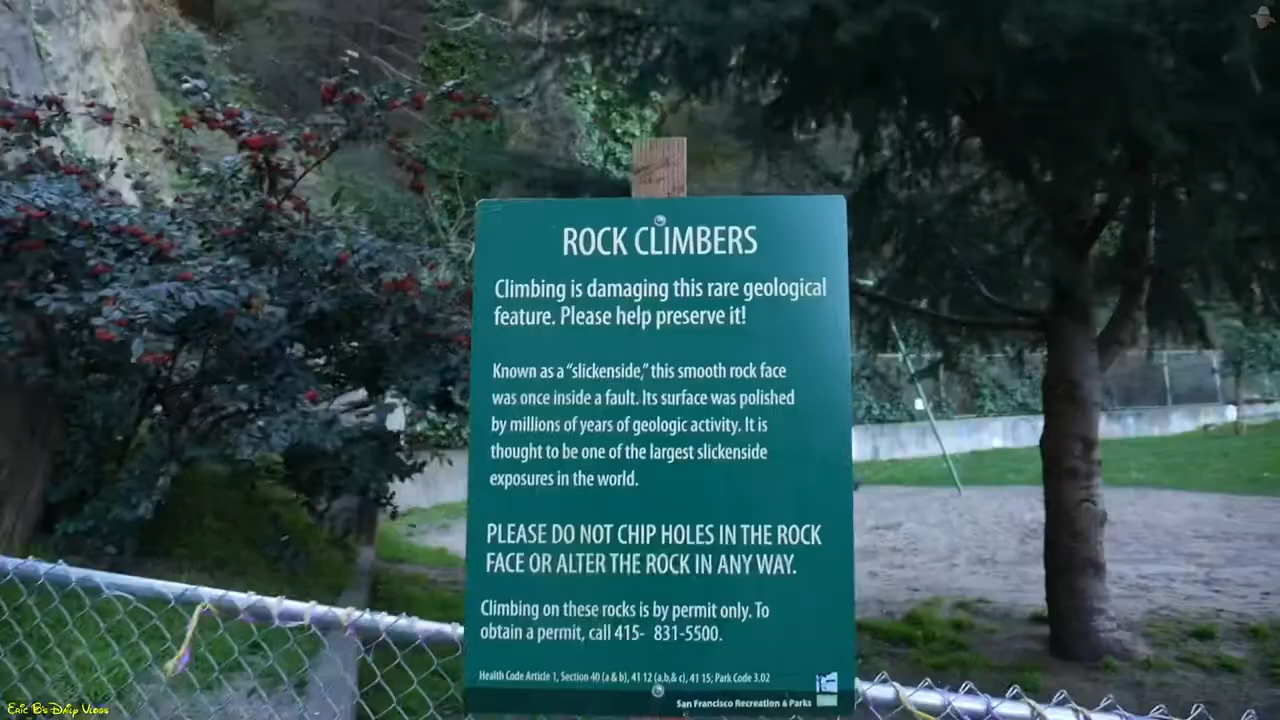 ROCK CLIMBERS
Climbing is damaging this rare geological
feature. Please help preserve it!
Known as a “slickenside,” this smooth rock face
was once inside a fault. Its surface was polished
by millions of years of geologic activity. It is
thought to be one of the largest slickenside
exposures in the world.
PLEASE DO NOT CHIP HOLES IN THE ROCK
FACE OR ALTER THE ROCK IN ANY WAY.
Climbing on these rocks is by permit only. To
obtain a permit, call 415- 831-5500.
Health Code Article 1, Section 40 (a & b), 41 12 (a,b,& c), 41 15; Park Code 3.02
San Francisco Recreation & Parks
Eric B's Daily Vlogs